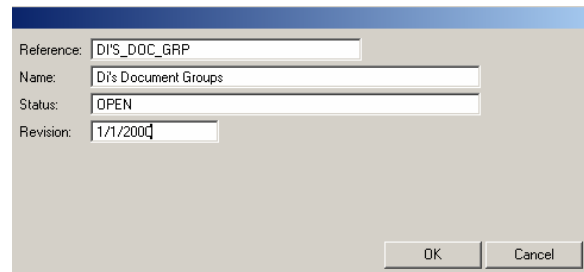 Reference: DI'S_DOC_GRP
Name: Di's Document Groups
Status: OPEN
Revision: 1/1/2000
OK Cancel